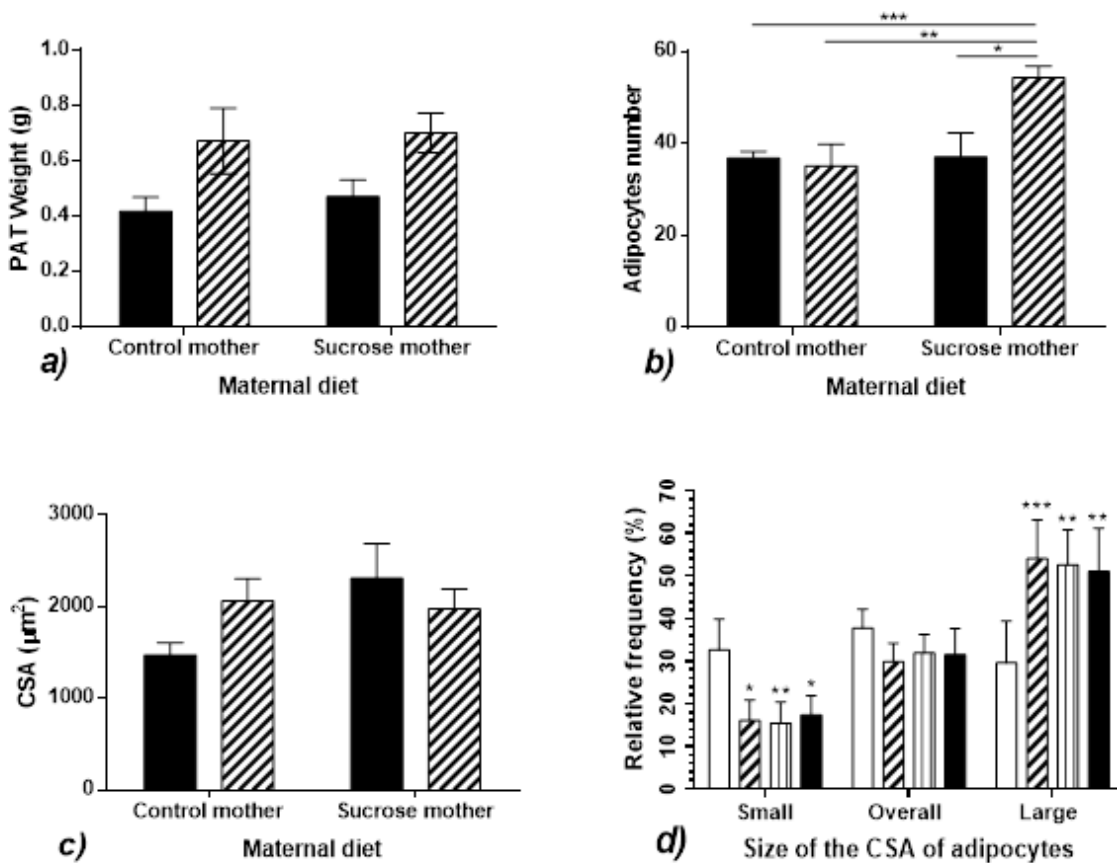 1.0
0.8
0.6
0.4
0.2
0.0
PAT Weight (g)
Control mother Sucrose mother
Maternal diet
a)
***
**
*
60
40
20
0
Adipocytes number
Control mother Sucrose mother
Maternal diet
b)
3000
2000
1000
0
CSA (µm²)
Control mother Sucrose mother
Maternal diet
c)
70
60
50
40
30
20
10
0
Relative frequency (%)
* ** *
*** ** **
Small Overall Large
Size of the CSA of adipocytes
d)